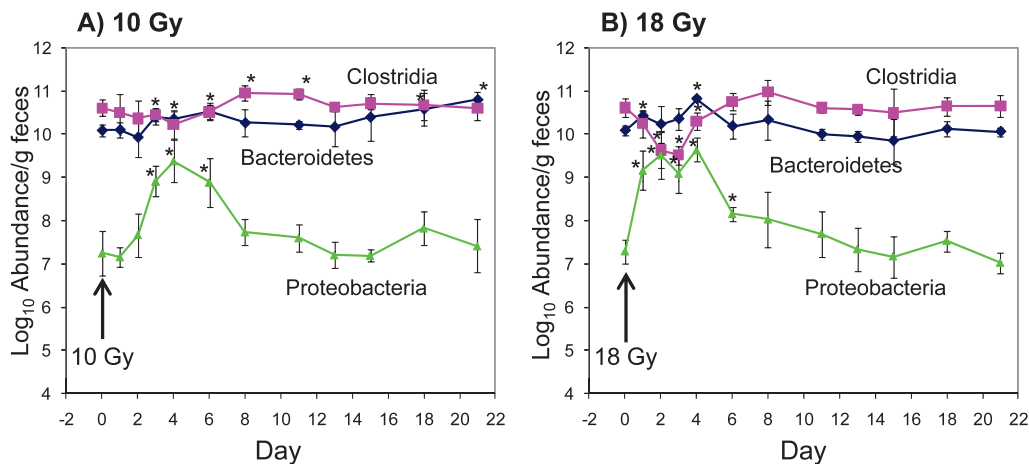 A) 10 Gy
Log10 Abundance/g feces
12
11
10
9
8
7
6
5
4
Clostridia
Bacteroidetes
Proteobacteria
10 Gy
* * * * * * * * * *
-2 0 2 4 6 8 10 12 14 16 18 20 22
Day
B) 18 Gy
Log10 Abundance/g feces
12
11
10
9
8
7
6
5
4
Clostridia
Bacteroidetes
Proteobacteria
18 Gy
* * * * * * * * * *
-2 0 2 4 6 8 10 12 14 16 18 20 22
Day